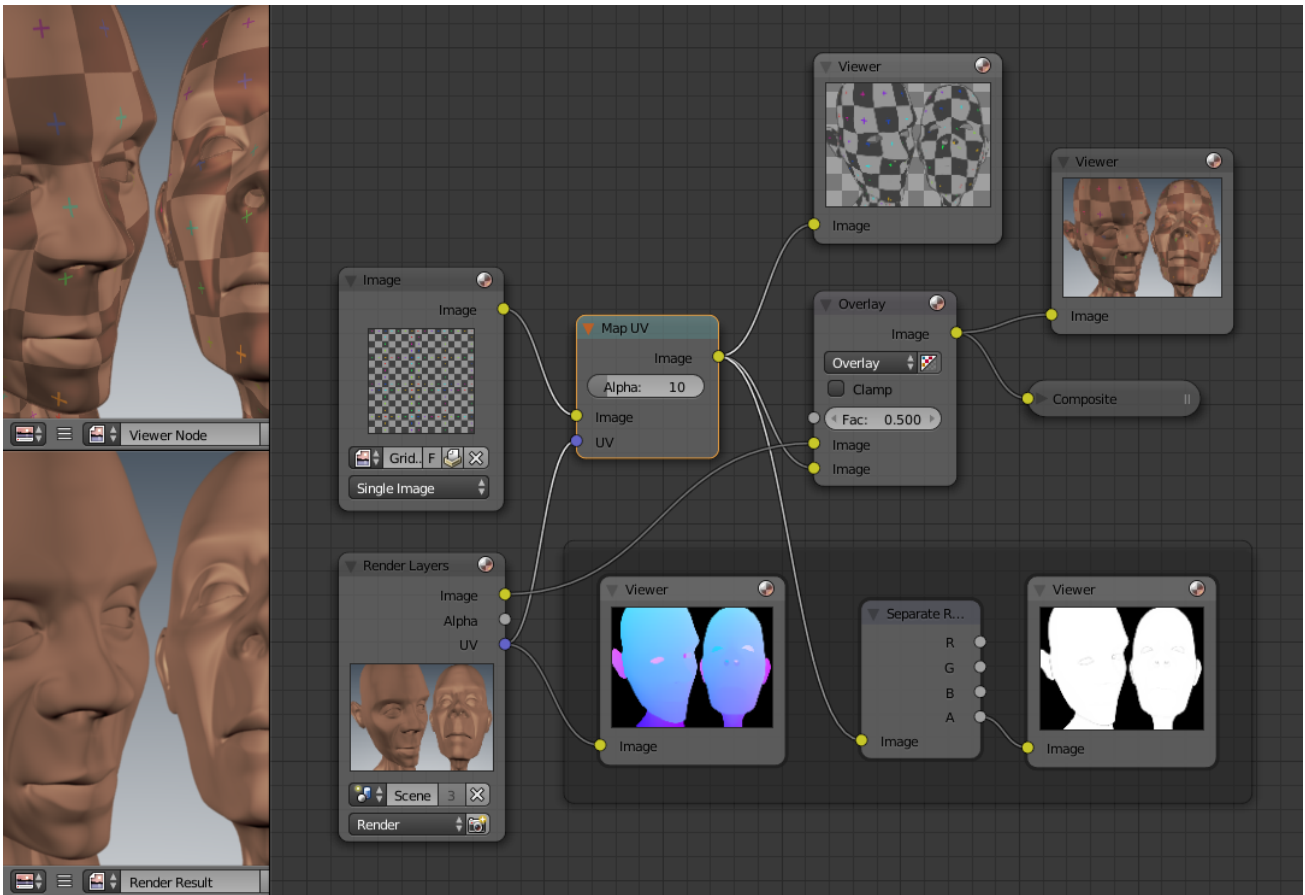 Viewer Node
Render Result
Image
Image
Grid..
F
Single Image
Render Layers
Image
Alpha
UV
Scene
3
Render
Map UV
Image
Alpha: 10
Image
UV
Viewer
Image
Overlay
Image
Overlay
Clamp
Fac: 0.500
Image
Image
Viewer
Image
Composite
Viewer
Image
Separate R...
R
G
B
A
Image
Viewer
Image